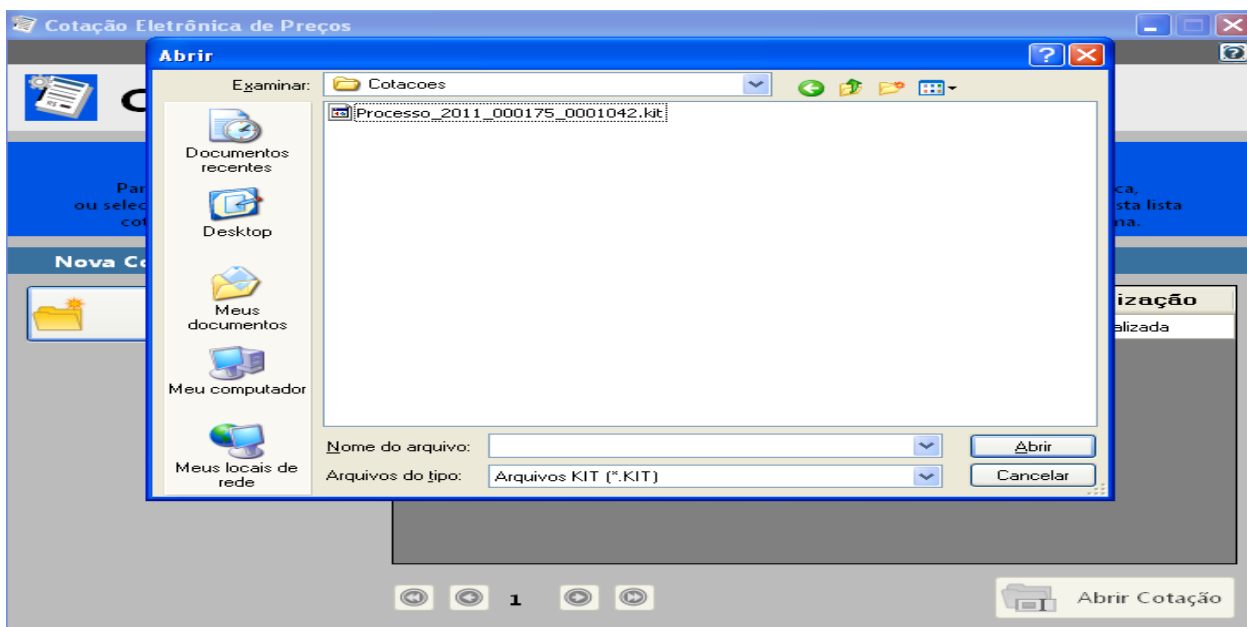 Cotação Eletrônica de Preços
Abrir
Examinar:
Cotacoes
Processo_2011_000175_0001042.kit
Documentos
recentes
Desktop
Meus
documentos
Meu computador
Meus locais de
rede
Nome do arquivo:
Abrir
Arquivos do tipo:
Arquivos KIT (*.KIT)
Cancelar
C
Par
ca,
ou selec
sta lista
cot
na.
Nova Co
ização
alizada
1
Abrir Cotação